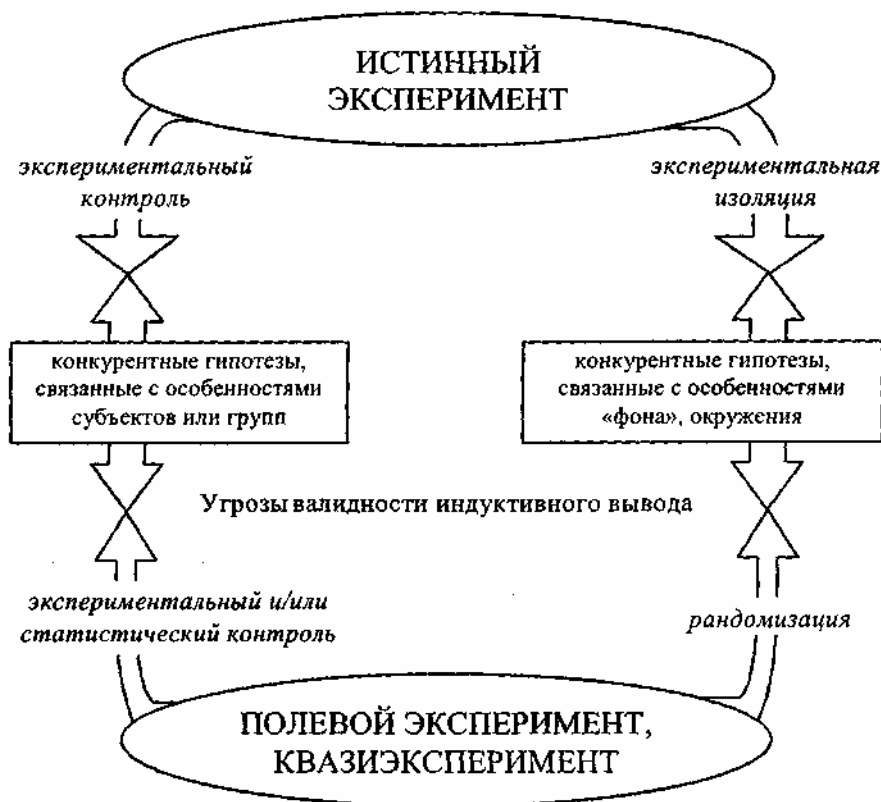 ИСТИННЫЙ
ЭКСПЕРИМЕНТ
экспериментальный
контроль
экспериментальная
изоляция
конкурентные гипотезы,
связанные с особенностями
субъектов или групп
конкурентные гипотезы,
связанные с особенностями
«фона», окружения
Угрозы валидности индуктивного вывода
экспериментальный и/или
статистический контроль
рандомизация
ПОЛЕВОЙ ЭКСПЕРИМЕНТ,
КВАЗИЭКСПЕРИМЕНТ